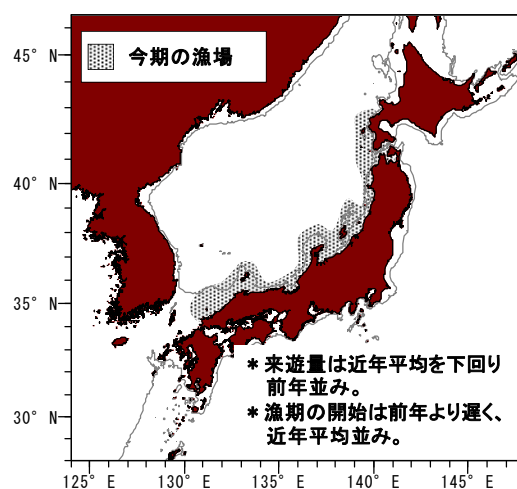 45° N
今期の漁場
40° N
35° N
＊来遊量は近年平均を下回り
前年並み。
＊漁期の開始は前年より遅く、
近年平均並み。
30° N
125° E 130° E 135° E 140° E 145° E